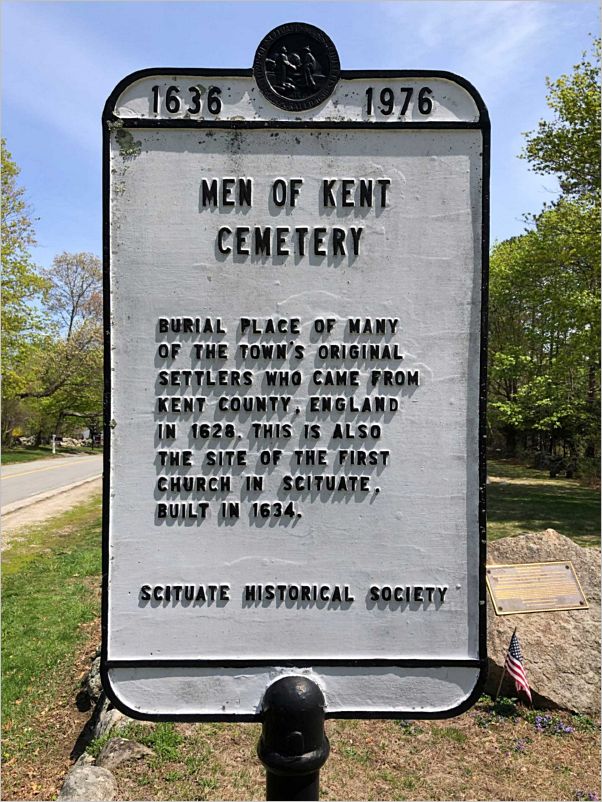 1636 1976
MEN OF KENT
CEMETERY
BURIAL PLACE OF MANY
OF THE TOWN'S ORIGINAL
SETTLERS WHO CAME FROM
KENT COUNTY, ENGLAND
IN 1628. THIS IS ALSO
THE SITE OF THE FIRST
CHURCH IN SCITUATE,
BUILT IN 1634.
SCITUATE HISTORICAL SOCIETY